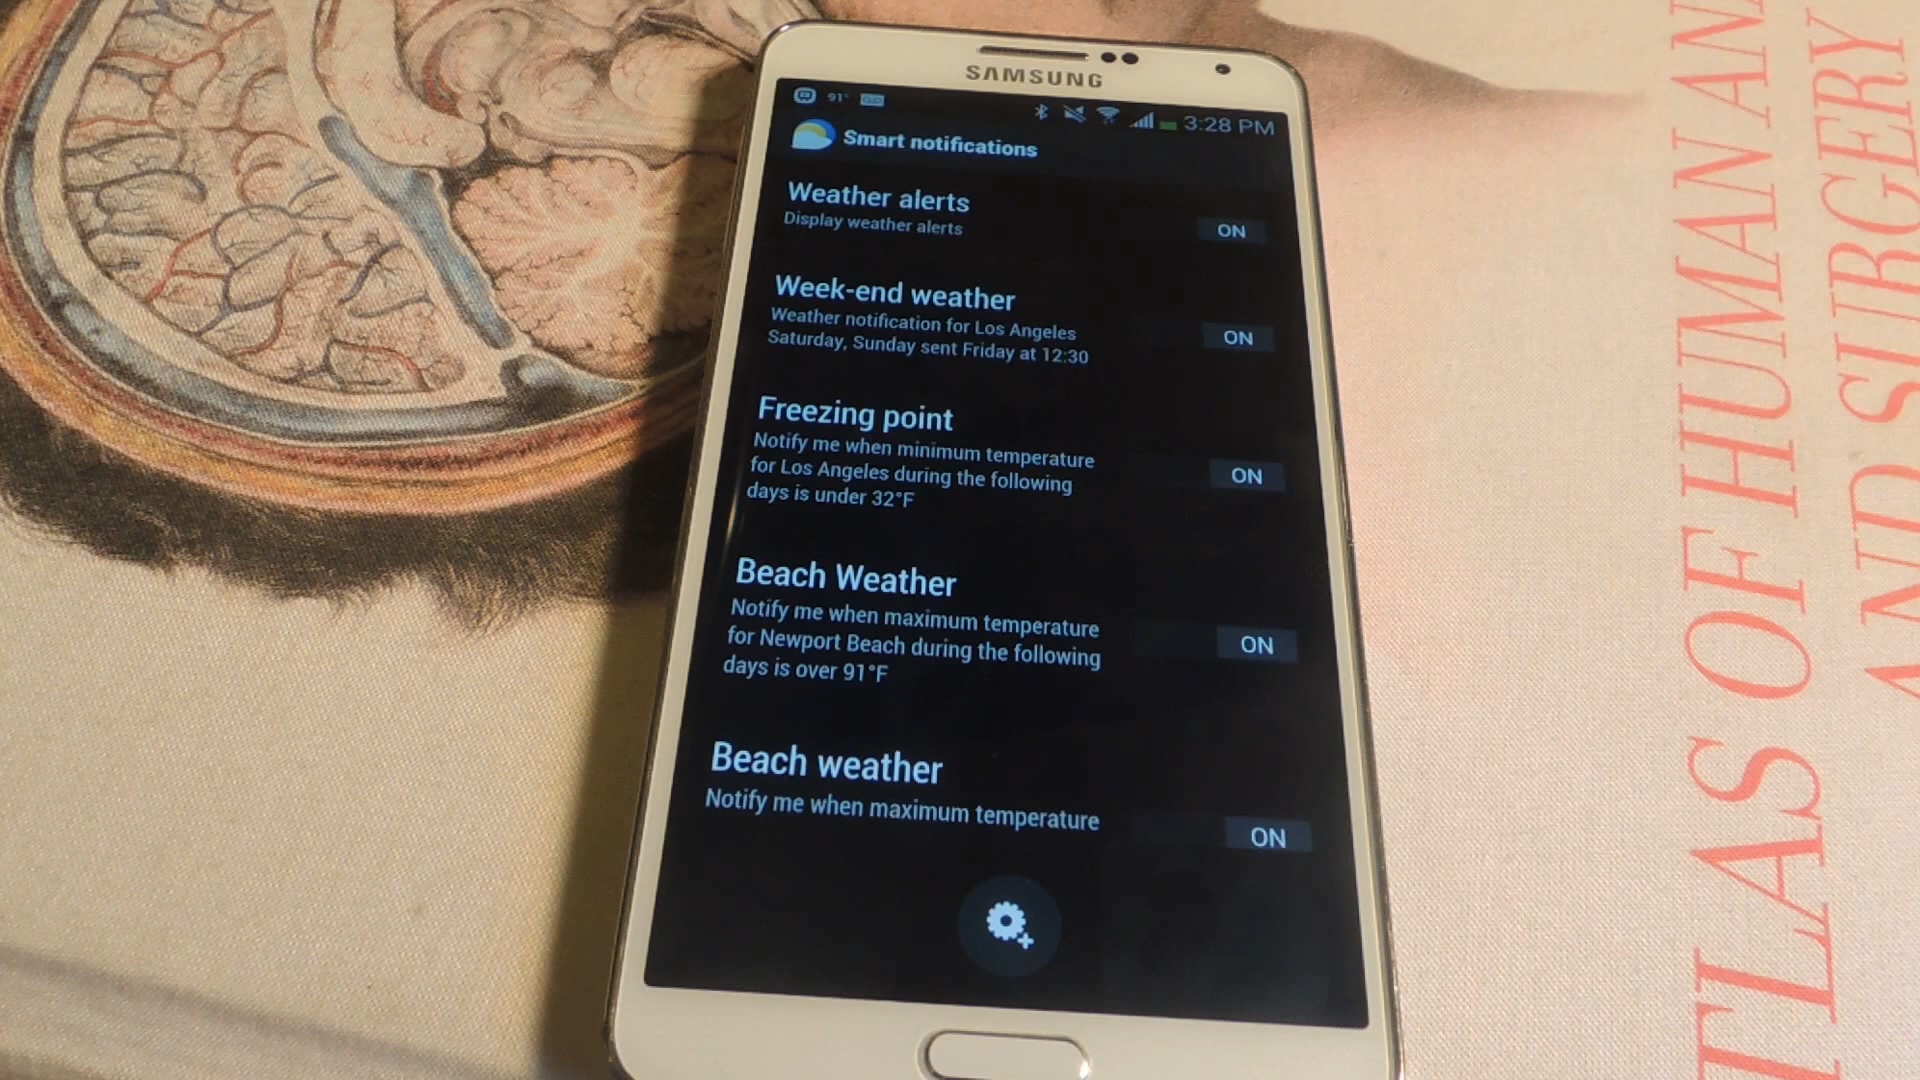 SAMSUNG
91°
3:28 PM
Smart notifications
Weather alerts
Display weather alerts
ON
Week-end weather
Weather notification for Los Angeles
Saturday, Sunday sent Friday at 12:30
ON
Freezing point
Notify me when minimum temperature
for Los Angeles during the following
days is under 32°F
ON
Beach Weather
Notify me when maximum temperature
for Newport Beach during the following
days is over 91°F
ON
Beach weather
Notify me when maximum temperature
ON
TLAS OF HUMAN AN
AND SURGERY